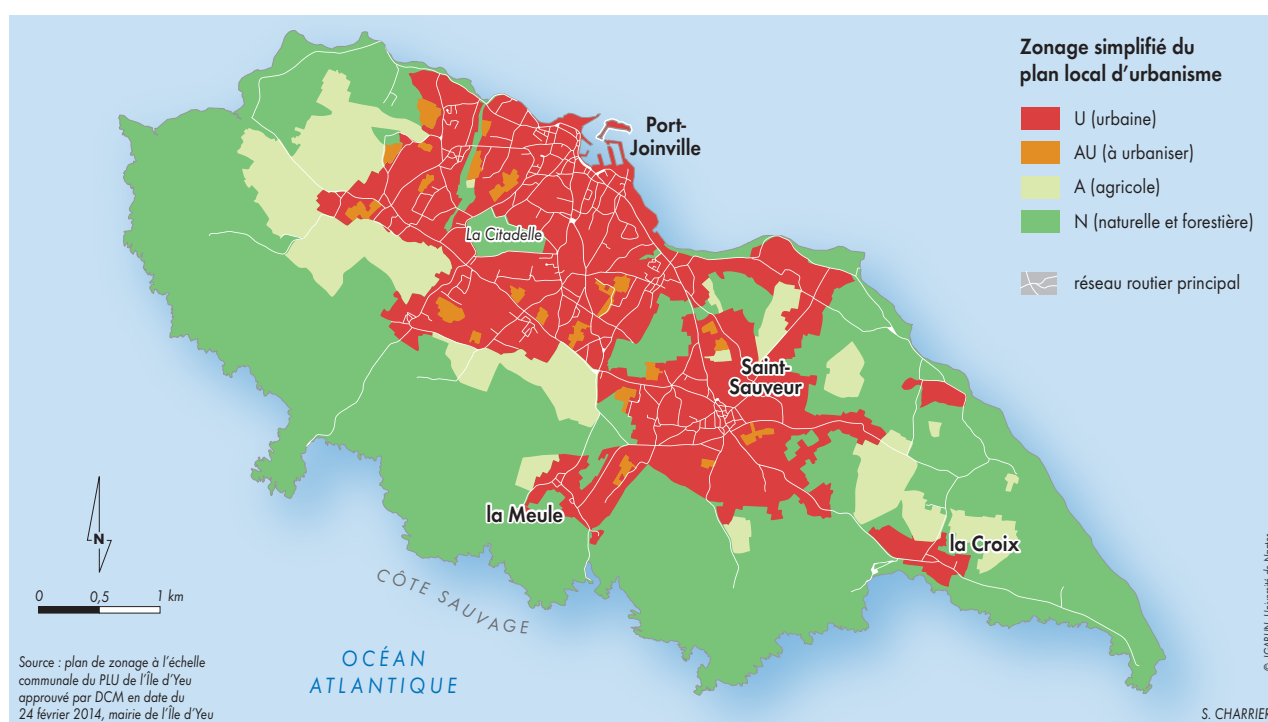 Zonage simplifié du
plan local d'urbanisme
U (urbaine)
AU (à urbaniser)
A (agricole)
N (naturelle et forestière)
réseau routier principal
Port-
Joinville
La Citadelle
Saint-
Sauveur
la Meule
la Croix
CÔTE SAUVAGE
OCÉAN
ATLANTIQUE
N
0 0,5 1 km
Source : plan de zonage à l'échelle
communale du PLU de l'Île d'Yeu
approuvé par DCM en date du
24 février 2014, mairie de l'Île d'Yeu
S. CHARRIER